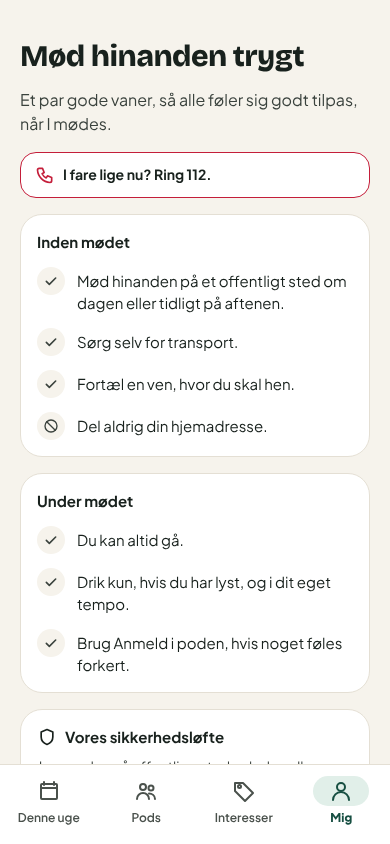 Mød hinanden trygt
Et par gode vaner, så alle føler sig godt tilpas,
når I mødes.
I fare lige nu? Ring 112.
Inden mødet
Mød hinanden på et offentligt sted om
dagen eller tidligt på aftenen.
Sørg selv for transport.
Fortæl en ven, hvor du skal hen.
Del aldrig din hjemadresse.
Under mødet
Du kan altid gå.
Drik kun, hvis du har lyst, og i dit eget
tempo.
Brug Anmeld i poden, hvis noget føles
forkert.
Vores sikkerhedsløfte
Denne uge
Pods
Interesser
Mig